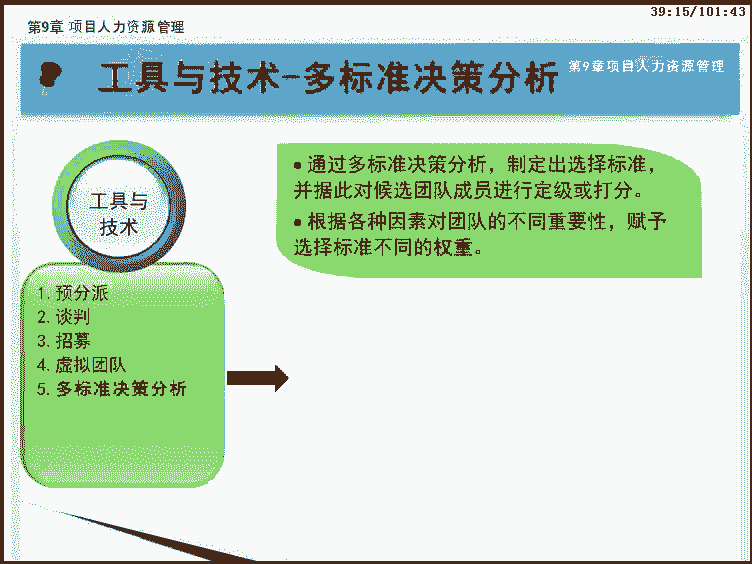 39:15/101:43
第9章 项目人力资源管理
工具与技术-多标准决策分析
第9章项目人力资源管理
工具与
技术
• 通过多标准决策分析，制定出选择标准，
并据此对候选团队成员进行定级或打分。
• 根据各种因素对团队的不同重要性，赋予
选择标准不同的权重。
1. 预分派
2. 谈判
3. 招募
4. 虚拟团队
5. 多标准决策分析